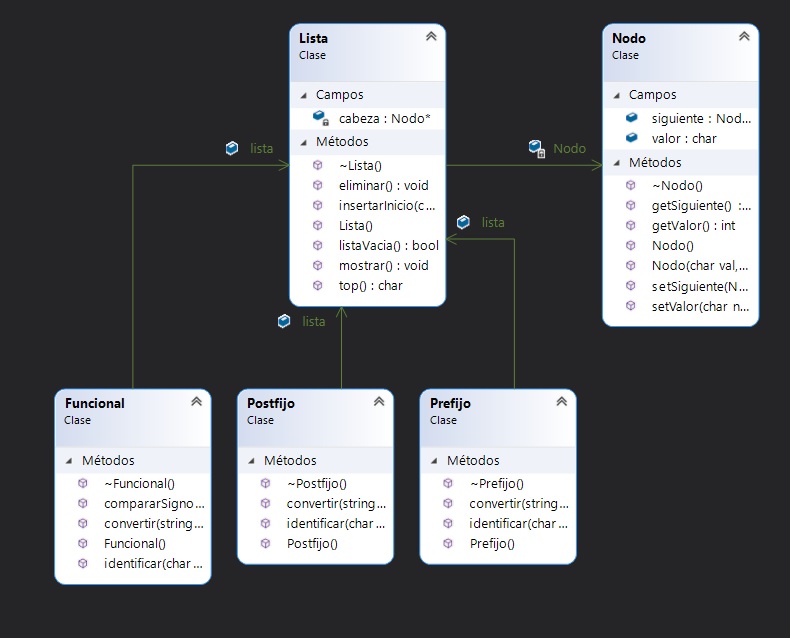 Lista
Clase
Campos
cabeza : Nodo*
Métodos
~Lista()
eliminar() : void
insertarInicio(c...
Lista()
listaVacia() : bool
mostrar() : void
top() : char
Nodo
Clase
Campos
siguiente : Nod...
valor : char
Métodos
~Nodo()
getSiguiente() :...
getValor() : int
Nodo()
Nodo(char val,...
setSiguiente(N...
setValor(char n...
lista
Nodo
lista
lista
Funcional
Clase
Métodos
~Funcional()
compararSigno...
convertir(string...
Funcional()
identificar(char ...
Postfijo
Clase
Métodos
~Postfijo()
convertir(string...
identificar(char ...
Postfijo()
Prefijo
Clase
Métodos
~Prefijo()
convertir(string...
identificar(char ...
Prefijo()